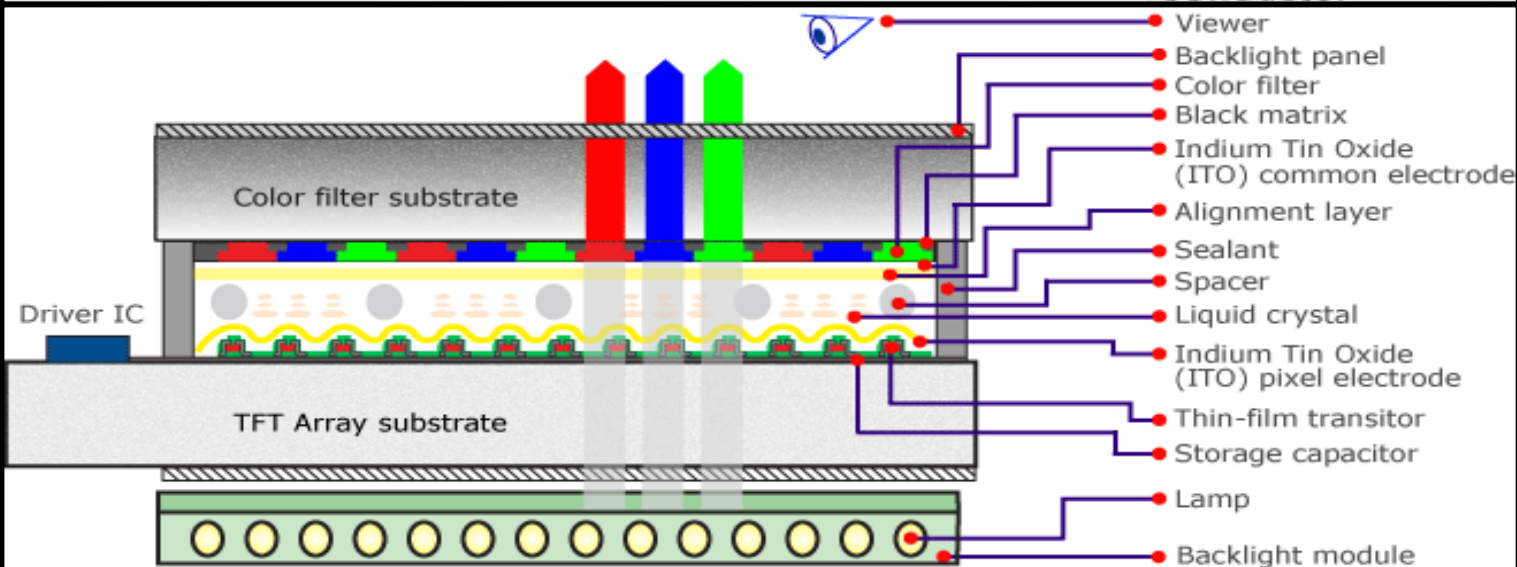 Viewer
Backlight panel
Color filter
Black matrix
Indium Tin Oxide
(ITO) common electrode
Alignment layer
Sealant
Spacer
Liquid crystal
Indium Tin Oxide
(ITO) pixel electrode
Thin-film transitor
Storage capacitor
Lamp
Backlight module
Color filter substrate
Driver IC
TFT Array substrate